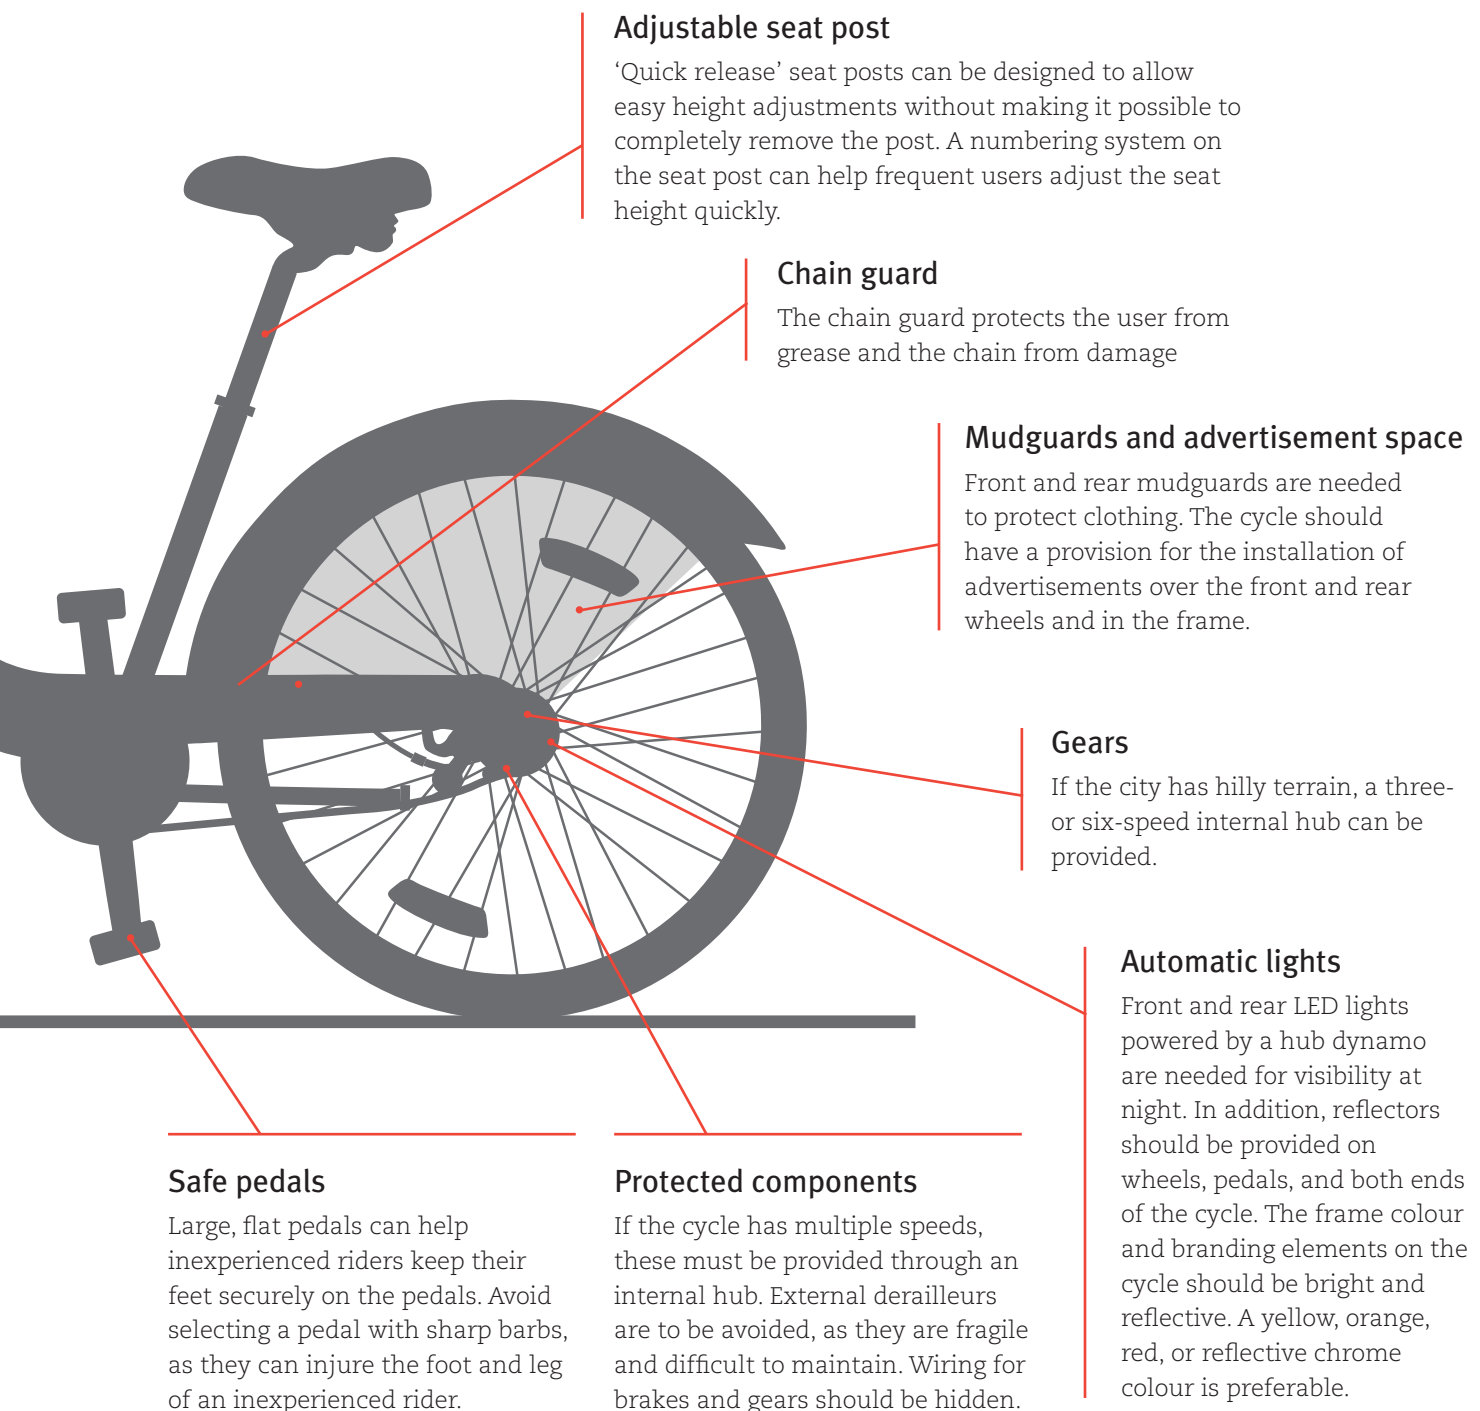 Adjustable seat post
‘Quick release’ seat posts can be designed to allow
easy height adjustments without making it possible to
completely remove the post. A numbering system on
the seat post can help frequent users adjust the seat
height quickly.
Chain guard
The chain guard protects the user from
grease and the chain from damage
Mudguards and advertisement space
Front and rear mudguards are needed
to protect clothing. The cycle should
have a provision for the installation of
advertisements over the front and rear
wheels and in the frame.
Gears
If the city has hilly terrain, a three-
or six-speed internal hub can be
provided.
Automatic lights
Front and rear LED lights
powered by a hub dynamo
are needed for visibility at
night. In addition, reflectors
should be provided on
wheels, pedals, and both ends
of the cycle. The frame colour
and branding elements on the
cycle should be bright and
reflective. A yellow, orange,
red, or reflective chrome
colour is preferable.
Safe pedals
Large, flat pedals can help
inexperienced riders keep their
feet securely on the pedals. Avoid
selecting a pedal with sharp barbs,
as they can injure the foot and leg
of an inexperienced rider.
Protected components
If the cycle has multiple speeds,
these must be provided through an
internal hub. External derailleurs
are to be avoided, as they are fragile
and difficult to maintain. Wiring for
brakes and gears should be hidden.